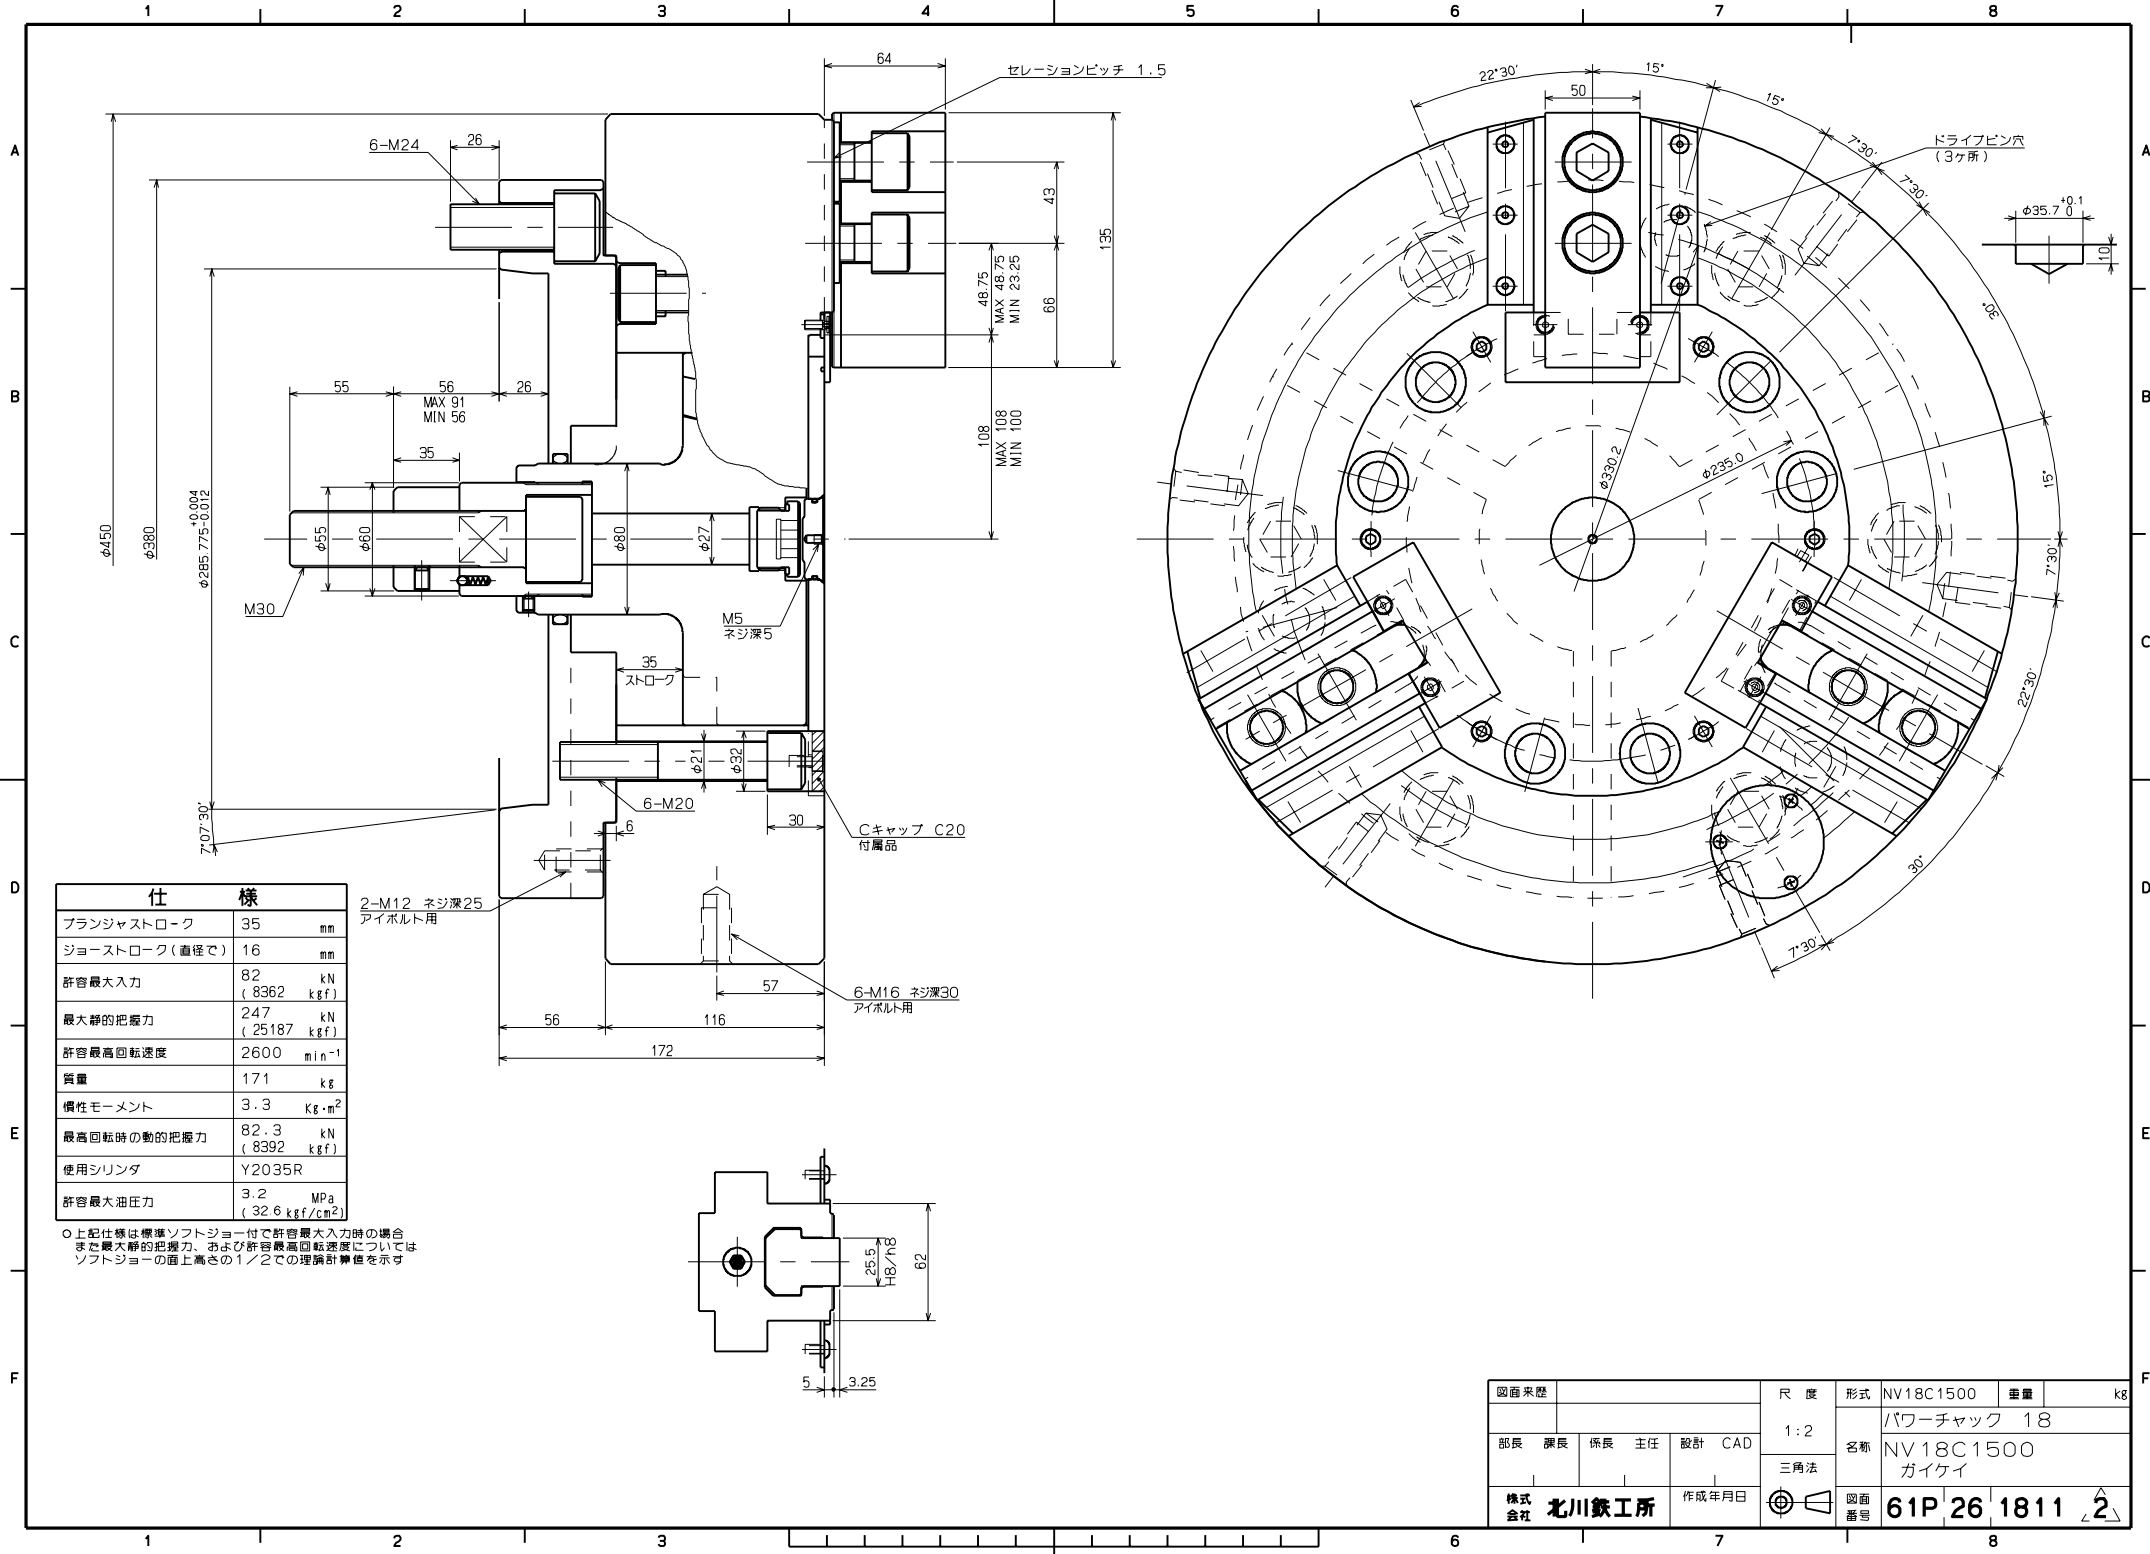 1 2 3 4 5 6 7 8
A
B
C
D
E
F
A
B
C
D
E
F
1 2 3 6 7 8
64
セレーションピッチ 1.5
6-M24
26
43
135
48.75
MAX 48.75
MIN 23.25
66
55
56
26
MAX 91
MIN 56
35
108
MAX 108
MIN 100
φ450
φ380
φ285.775
+0.004
-0.012
φ55
φ60
φ80
φ27
M30
M5
ネジ深5
35
ストローク
φ21
φ32
6-M20
30
6
Cキャップ C20
付属品
7°07'30'
2-M12 ネジ深25
アイボルト用
57
6-M16 ネジ深30
アイボルト用
56
116
172
22°30'
15°
50
15°
7°30'
7°30'
ドライブピン穴
(3ヶ所)
φ35.7
+0.1
0
10
30°
φ330.2
φ235.0
15°
7°30'
22°30'
30°
7°30'
仕 様
プランジャストローク 35 mm
ジョーストローク(直径で) 16 mm
許容最大入力 82 kN
( 8362 kgf)
最大静的把握力 247 kN
( 25187 kgf)
許容最高回転速度 2600 min⁻¹
質量 171 kg
慣性モーメント 3.3 Kg・m²
最高回転時の動的把握力 82.3 kN
( 8392 kgf)
使用シリンダ Y2035R
許容最大油圧力 3.2 MPa
( 32.6 kgf/cm²)
○上記仕様は標準ソフトジョー付で許容最大入力時の場合
また最大静的把握力、および許容最高回転速度については
ソフトジョーの面上高さの1/2での理論計算値を示す
25.5
H8/h8
62
5
3.25
図面来歴
尺 度
1:2
形式 NV18C1500 重量 kg
パワーチャック 18
名称
NV18C1500
ガイケイ
部長 課長 係長 主任 設計 CAD
三角法
株式
会社
北川鉄工所
作成年月日
図面
番号
61P 26 1811 2